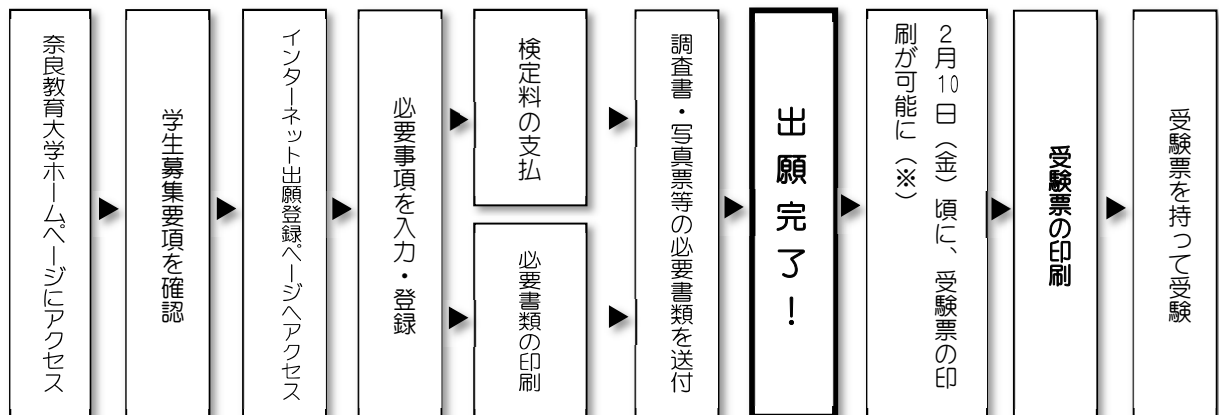 奈良教育大学ホームページにアクセス
学生募集要項を確認
インターネット出願登録ページへアクセス
必要事項を入力・登録
検定料の支払
必要書類の印刷
調査書・写真票等の必要書類を送付
出願完了！
２月10日（金）頃に、受験票の印
刷が可能に（※）
受験票の印刷
受験票を持って受験